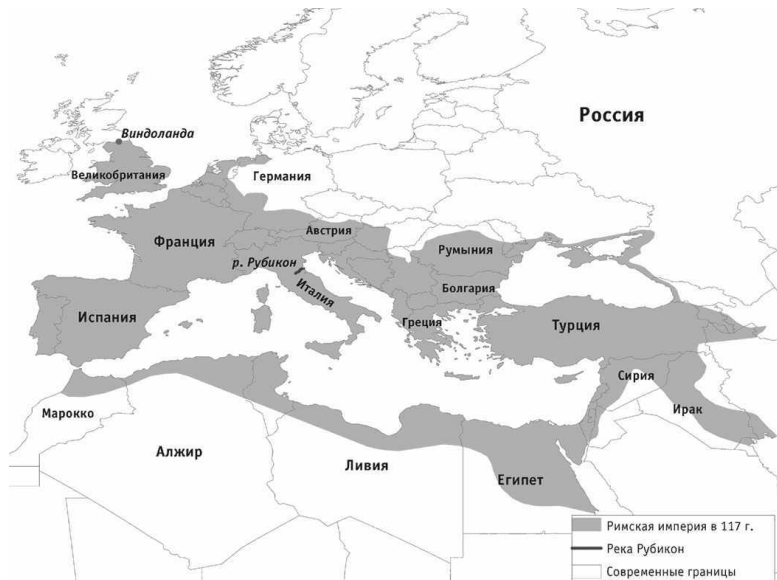 Россия
Виндоланда
Великобритания
Германия
Австрия
Франция
Румыния
р. Рубикон
Италия
Болгария
Испания
Греция
Турция
Сирия
Ирак
Марокко
Алжир
Ливия
Египет
Римская империя в 117 г.
Река Рубикон
Современные границы